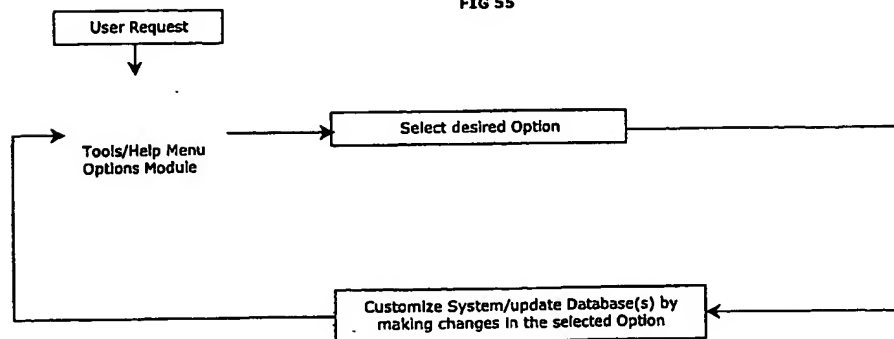 FIG 55
User Request
Tools/Help Menu
Options Module
Select desired Option
Customize System/update Database(s) by
making changes in the selected Option